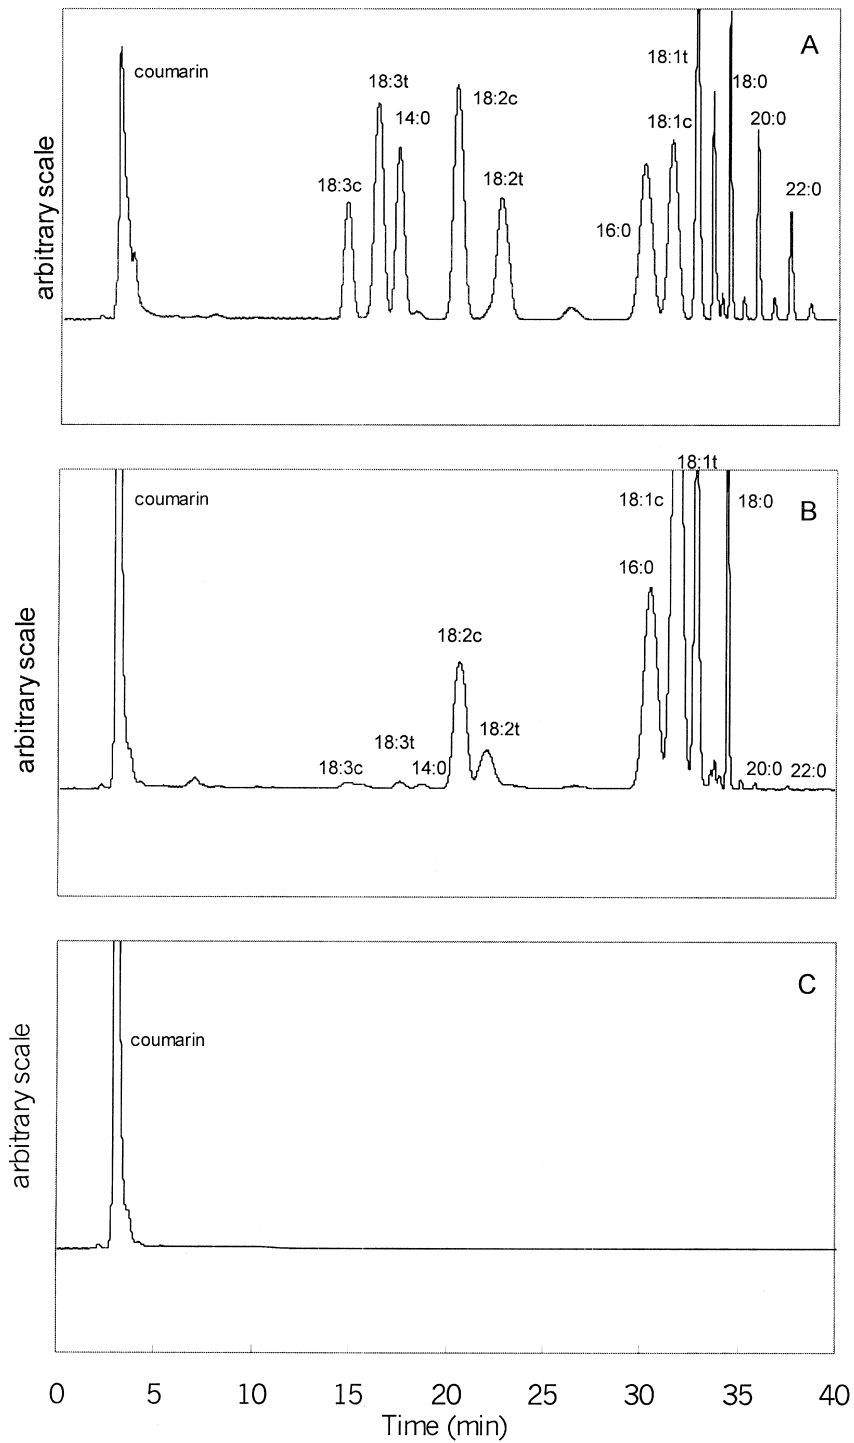 A
coumarin
18:3c
18:3t
14:0
18:2c
18:2t
16:0
18:1t
18:1c
18:0
20:0
22:0
arbitrary scale
B
coumarin
18:3c
18:3t
14:0
18:2c
18:2t
16:0
18:1c
18:1t
18:0
20:0
22:0
arbitrary scale
C
coumarin
arbitrary scale
0 5 10 15 20 25 30 35 40
Time (min)